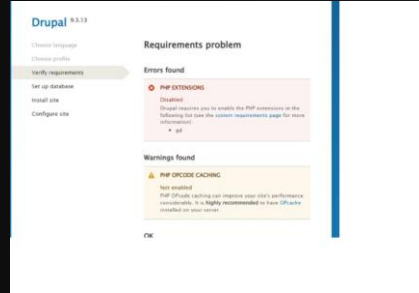 Drupal 9.3.13
Choose language
Choose profile
Verify requirements
Set up database
Install site
Configure site
Requirements problem
Errors found
PHP EXTENSIONS
Disabled
Drupal requires you to enable the PHP extensions in the
following list (see the system requirements page for more
information):
gd
Warnings found
PHP OPCODE CACHING
Not enabled
PHP OPcode caching can improve your site's performance
considerably. It is highly recommended to have OPcache
installed on your server.
OK